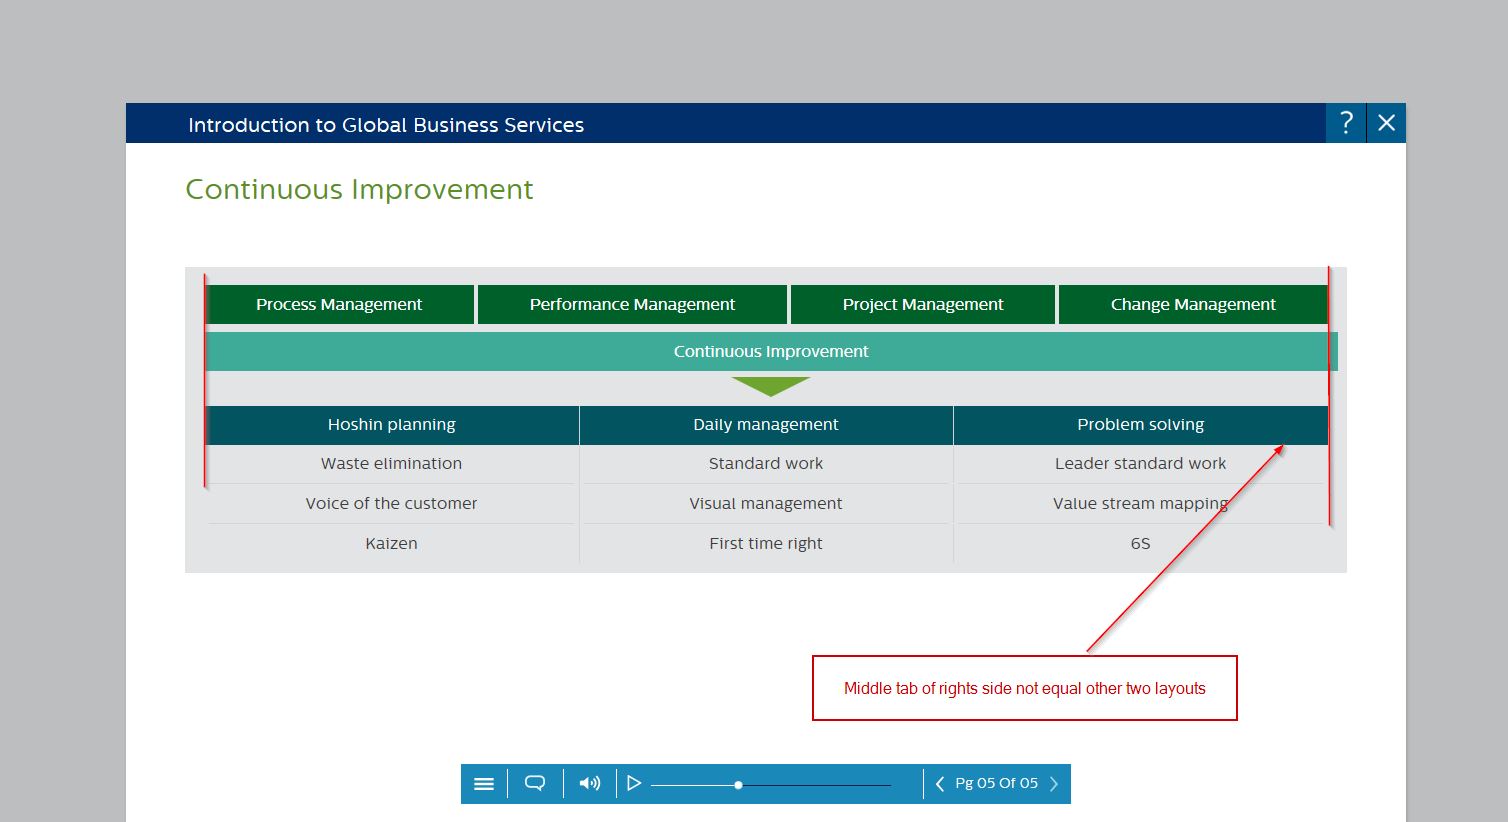 Introduction to Global Business Services
?
Continuous Improvement
Process Management Performance Management Project Management Change Management
Continuous Improvement
Hoshin planning Daily management Problem solving
Waste elimination Standard work Leader standard work
Voice of the customer Visual management Value stream mapping
Kaizen First time right 6S
Middle tab of rights side not equal other two layouts
Pg 05 Of 05